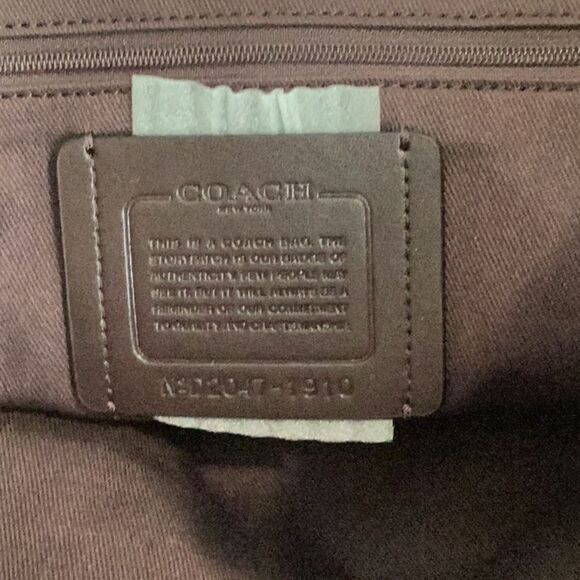 COACH
NEW YORK
THIS IS A COACH BAG. THE
STORYPATCH IS OUR BADGE OF
AUTHENTICITY. FEW PEOPLE MAY
SEE IT, BUT IT WILL ALWAYS BE A
REMINDER OF OUR COMMITMENT
TO QUALITY AND CRAFTSMANSHIP.
-1910